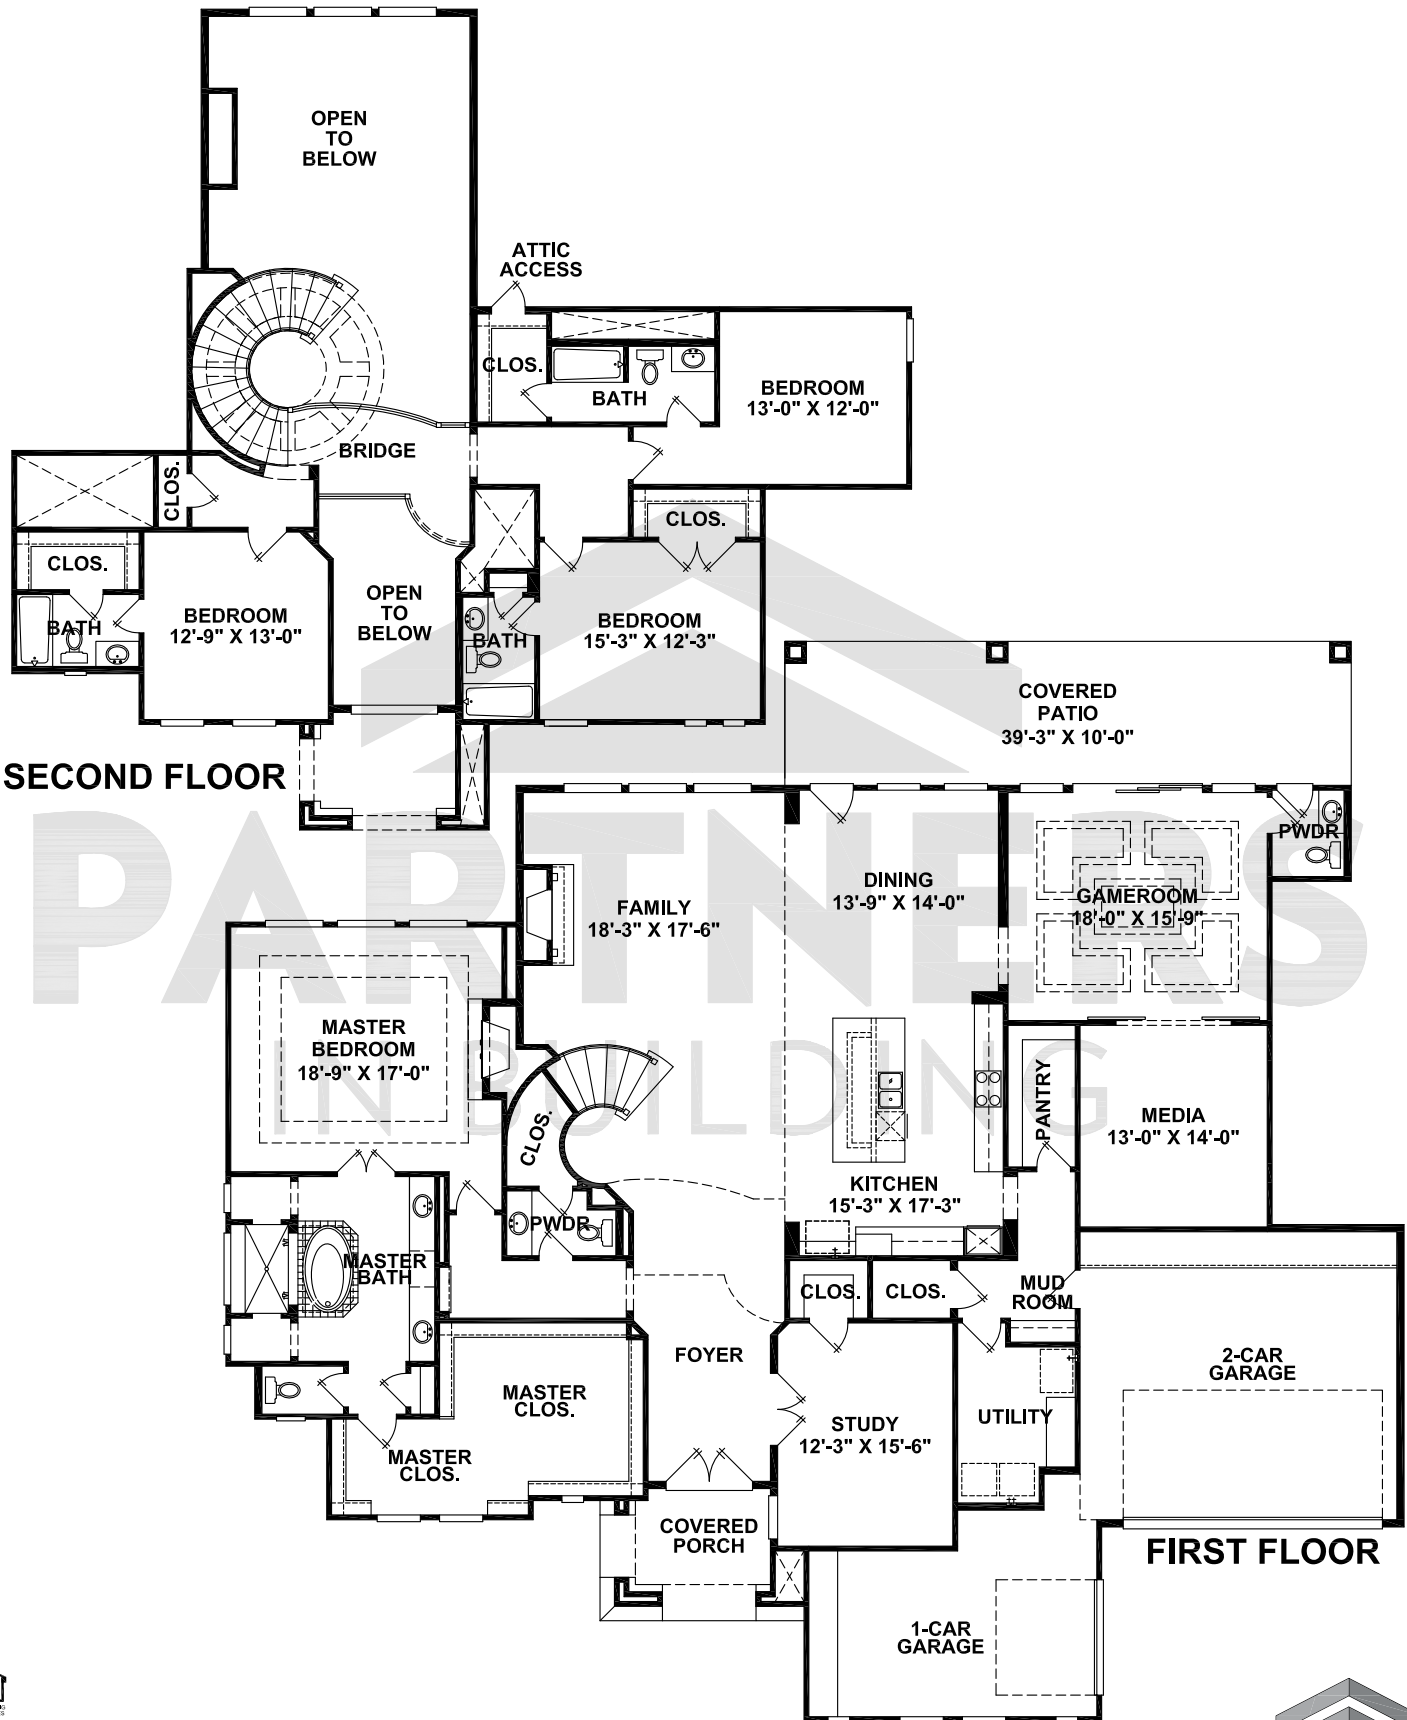 OPEN
TO
BELOW
ATTIC
ACCESS
CLOS.
BATH
BEDROOM
13'-0" X 12'-0"
BRIDGE
CLOS.
CLOS.
CLOS.
BEDROOM
12'-9" X 13'-0"
BATH
OPEN
TO
BELOW
BATH
BEDROOM
15'-3" X 12'-3"
SECOND FLOOR
COVERED
PATIO
39'-3" X 10'-0"
PARTNERS
IN BUILDING
PWDR
DINING
13'-9" X 14'-0"
GAMEROOM
18'-0" X 15'-9"
FAMILY
18'-3" X 17'-6"
MASTER
BEDROOM
18'-9" X 17'-0"
CLOS.
PANTRY
MEDIA
13'-0" X 14'-0"
KITCHEN
15'-3" X 17'-3"
PWDR
MASTER
BATH
CLOS.
CLOS.
MUD
ROOM
FOYER
2-CAR
GARAGE
MASTER
CLOS.
STUDY
12'-3" X 15'-6"
UTILITY
MASTER
CLOS.
COVERED
PORCH
FIRST FLOOR
1-CAR
GARAGE